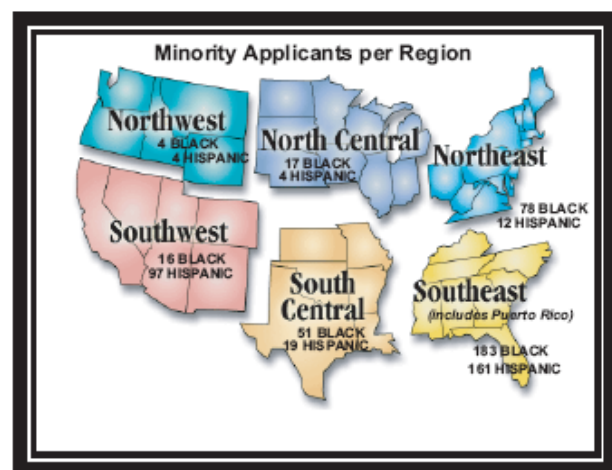 Minority Applicants per Region
Northwest
4 BLACK
4 HISPANIC
North Central
17 BLACK
4 HISPANIC
Northeast
78 BLACK
12 HISPANIC
Southwest
16 BLACK
97 HISPANIC
South
Central
51 BLACK
19 HISPANIC
Southeast
(includes Puerto Rico)
183 BLACK
161 HISPANIC